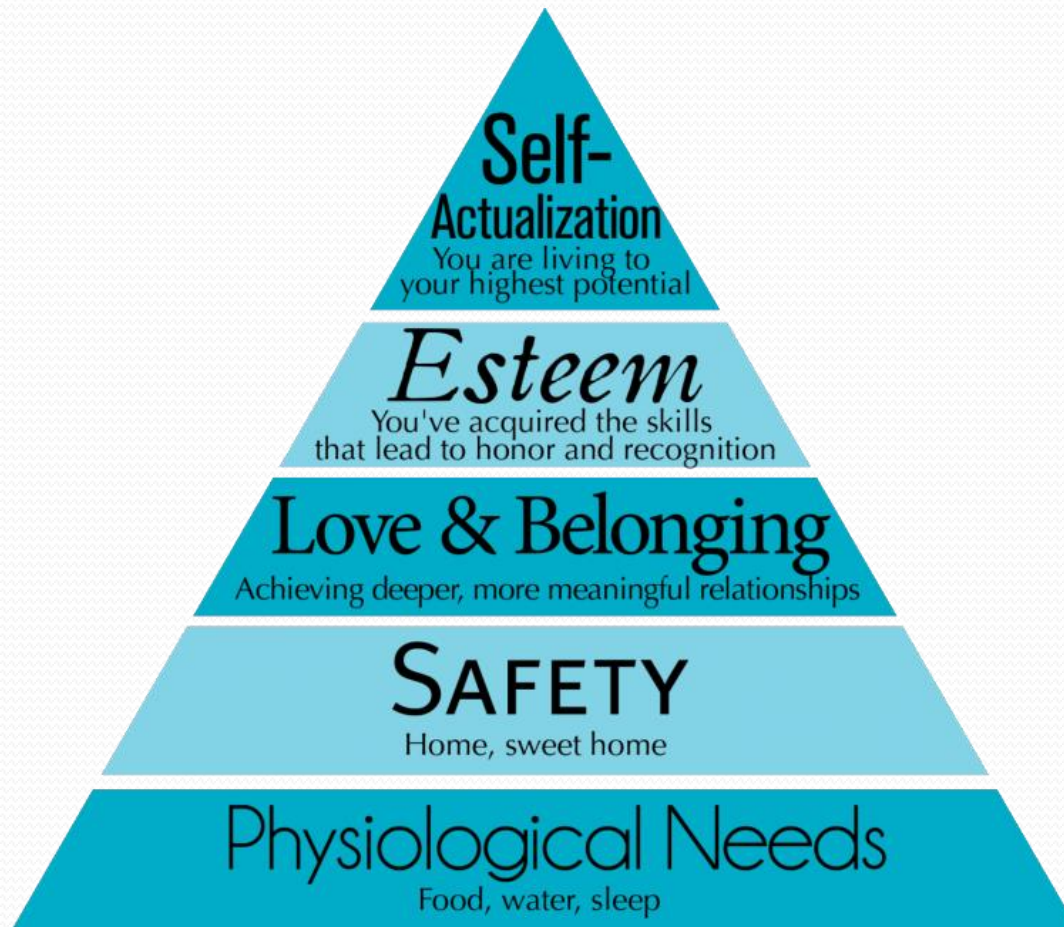 Self-
Actualization
You are living to
your highest potential
Esteem
You've acquired the skills
that lead to honor and recognition
Love & Belonging
Achieving deeper, more meaningful relationships
SAFETY
Home, sweet home
Physiological Needs
Food, water, sleep